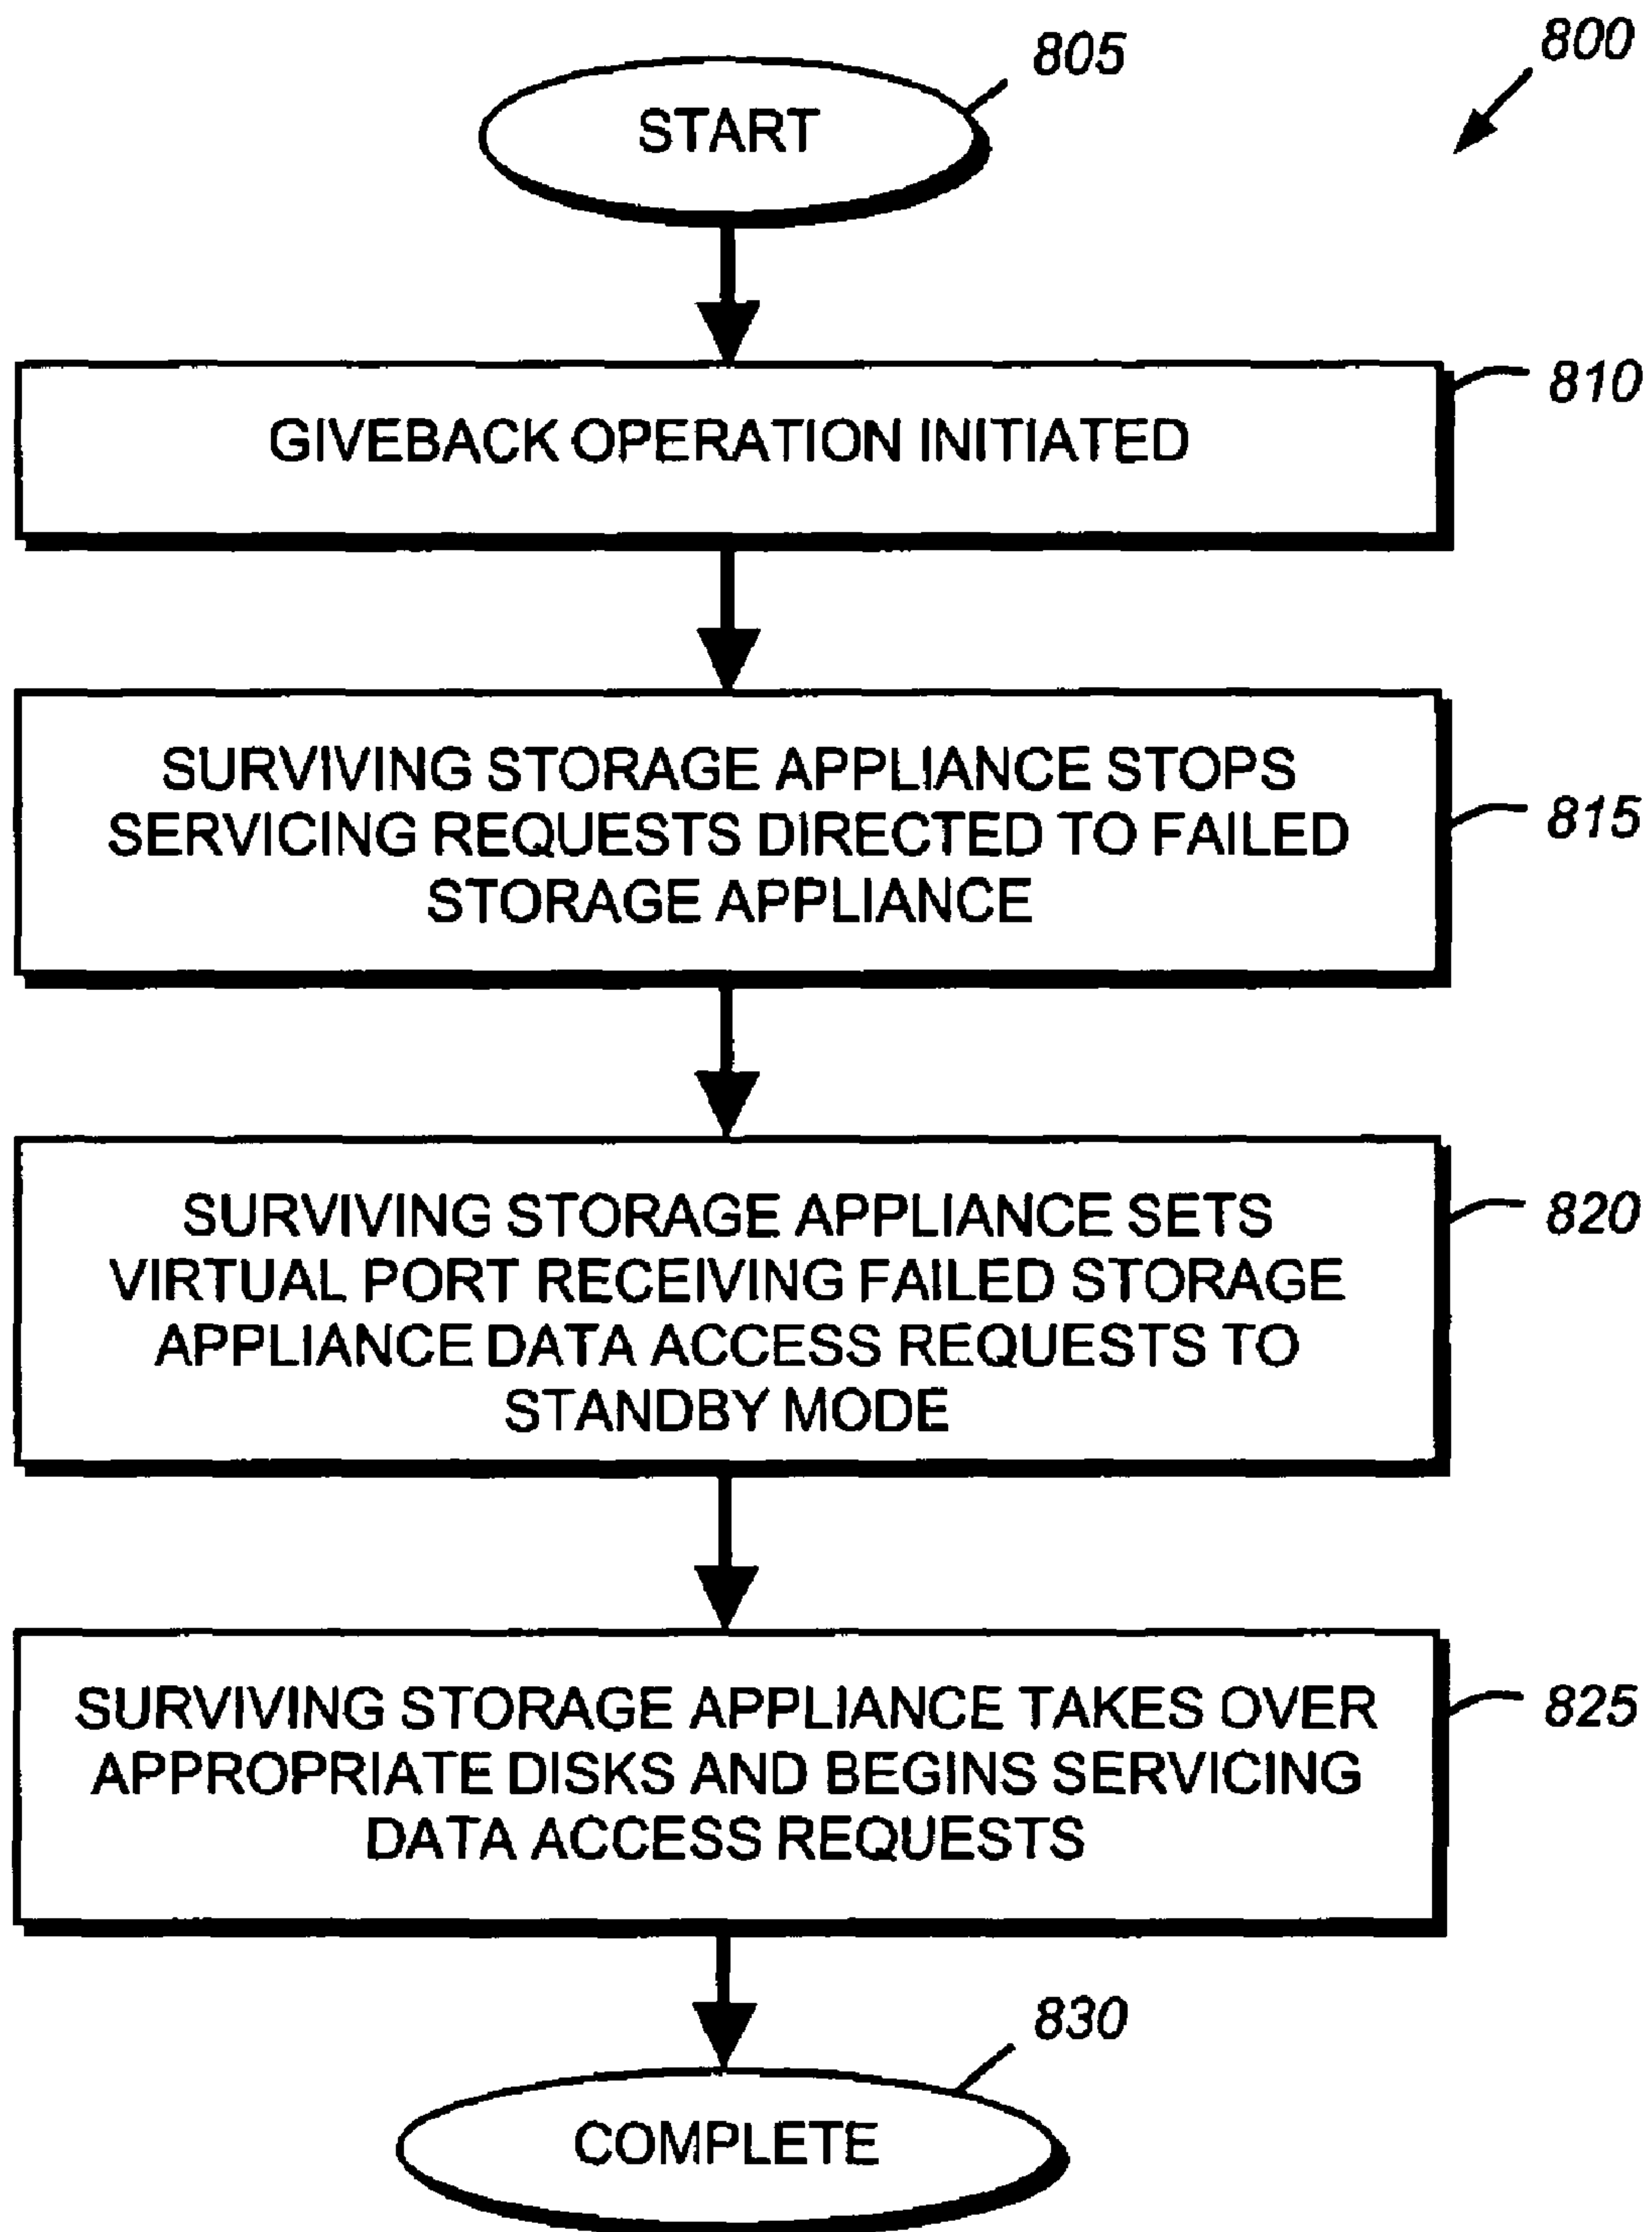 800
805
START
810
GIVEBACK OPERATION INITIATED
815
SURVIVING STORAGE APPLIANCE STOPS
SERVICING REQUESTS DIRECTED TO FAILED
STORAGE APPLIANCE
820
SURVIVING STORAGE APPLIANCE SETS
VIRTUAL PORT RECEIVING FAILED STORAGE
APPLIANCE DATA ACCESS REQUESTS TO
STANDBY MODE
825
SURVIVING STORAGE APPLIANCE TAKES OVER
APPROPRIATE DISKS AND BEGINS SERVICING
DATA ACCESS REQUESTS
830
COMPLETE